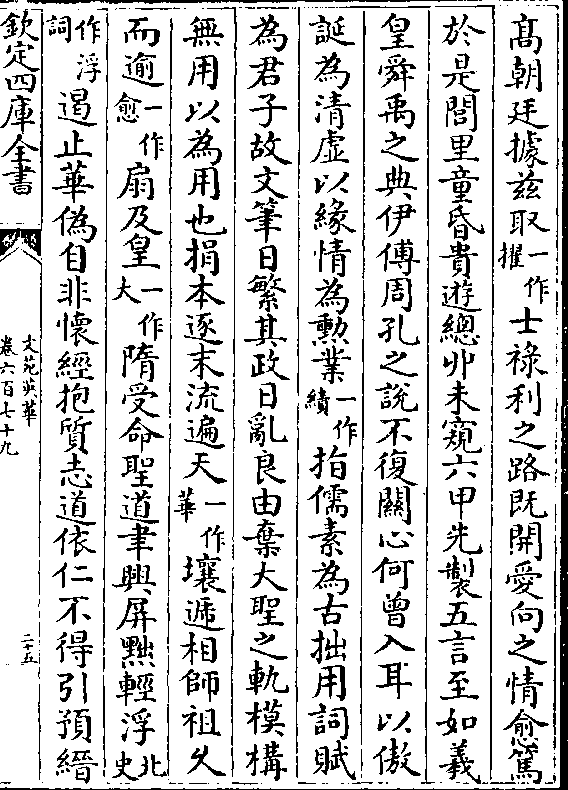 髙朝廷據兹取一作擢士禄利之路既開愛向之情愈篤
於是閭里童昏貴遊總丱未窺六甲先製五言至如羲
皇舜禹之典伊傅周孔之說不復關心何曾入耳以傲
誕為清虚以緣情為勲業一作績指儒素為古拙用詞賦
為君子故文筆日繁其政日亂良由棄大聖之軌模構
無用以為用也捐本逐末流遍天一作華壤遞相師祖乆
而逾一作愈扇及皇一作大隋受命聖道聿興屏黜輕浮北史
作浮詞遏止華偽自非懷經抱質志道依仁不得引預縉
欽定四庫全書
文苑英華
卷六百七十九
二十五